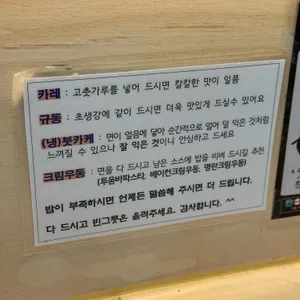 카레 : 고춧가루를 넣어 드시면 칼칼한 맛이 일품
규동 : 초생강에 같이 드시면 더욱 맛있게 드실수 있어요
(냉)붓카케 : 면이 얼음에 닿아 순간적으로 얼어 덜 익은 것처럼
느껴질 수 있으나 잘 익은 것이니 안심하고 드세요
크림우동 : 면을 다 드시고 남은 소스에 밥을 비벼 드시길 추천
(투움바파스타, 베이컨크림우동, 명란크림우동)
밥이 부족하시면 언제든 말씀해 주시면 더 드립니다.
다 드시고 빈그릇은 올려주세요. 감사합니다. ^^